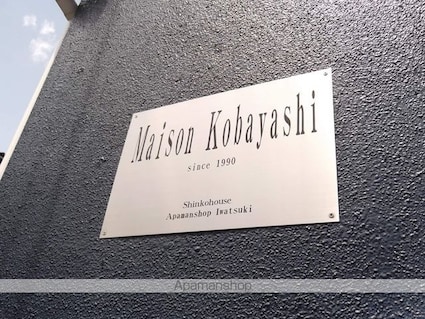 Maison Kobayashi
since 1990
Shinkohouse
Apamanshop Iwatsuki
Apamanshop